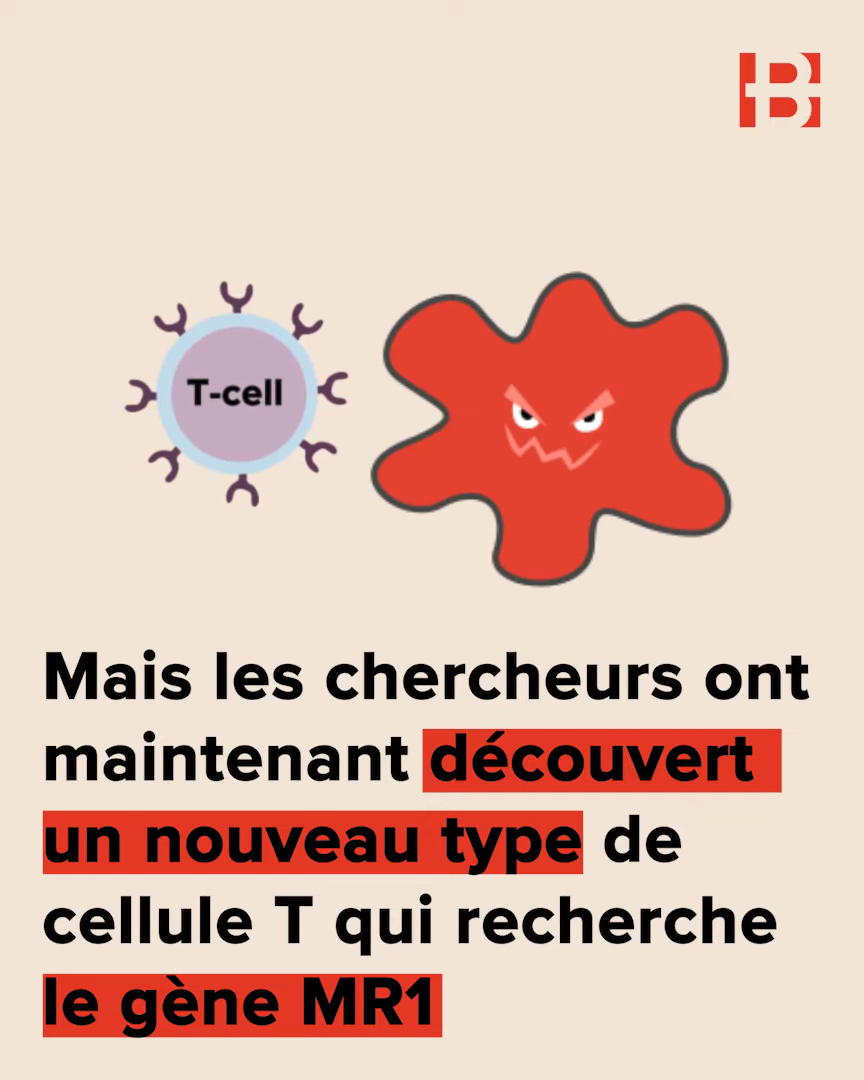 B
T-cell
Mais les chercheurs ont
maintenant découvert
un nouveau type de
cellule T qui recherche
le gène MR1